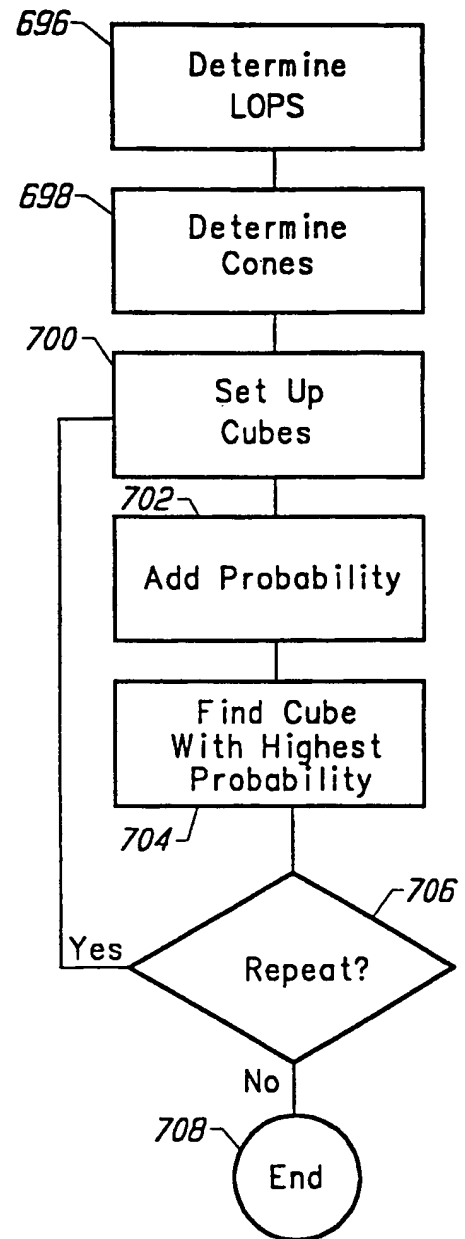 696
Determine
LOPS
698
Determine
Cones
700
Set Up
Cubes
702
Add Probability
Find Cube
With Highest
Probability
704
706
Yes
Repeat?
No
708
End